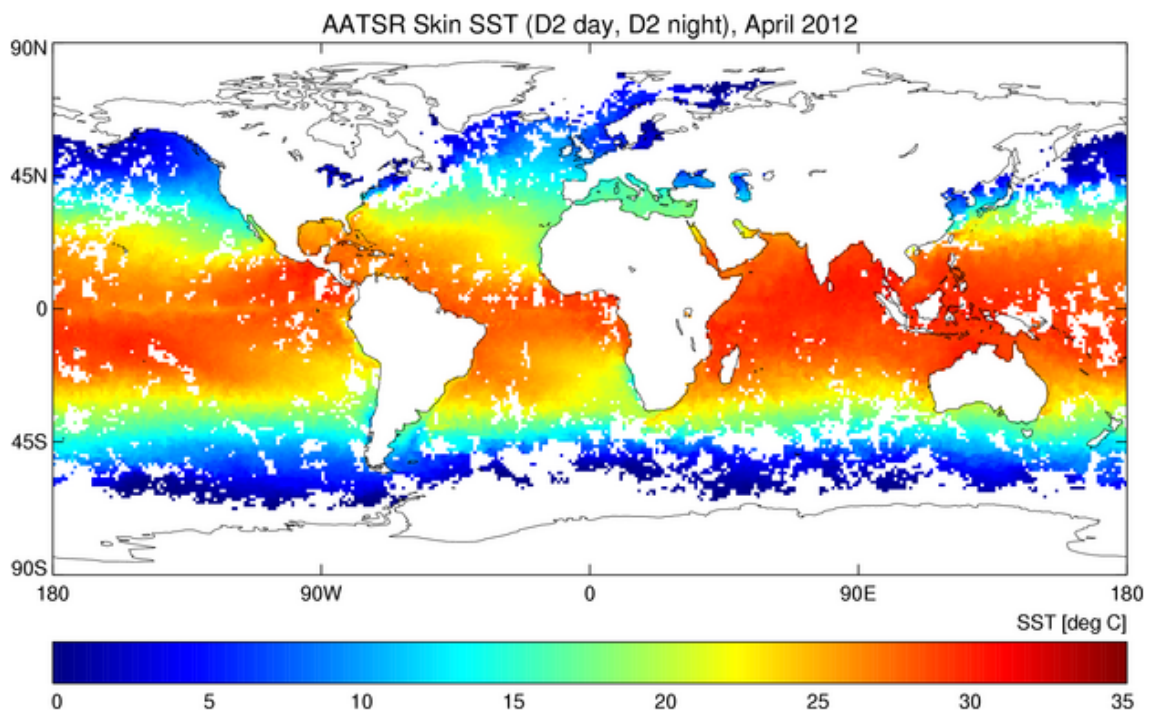 AATSR Skin SST (D2 day, D2 night), April 2012
90N
45N
0
45S
90S
180 90W 0 90E 180
SST [deg C]
0 5 10 15 20 25 30 35